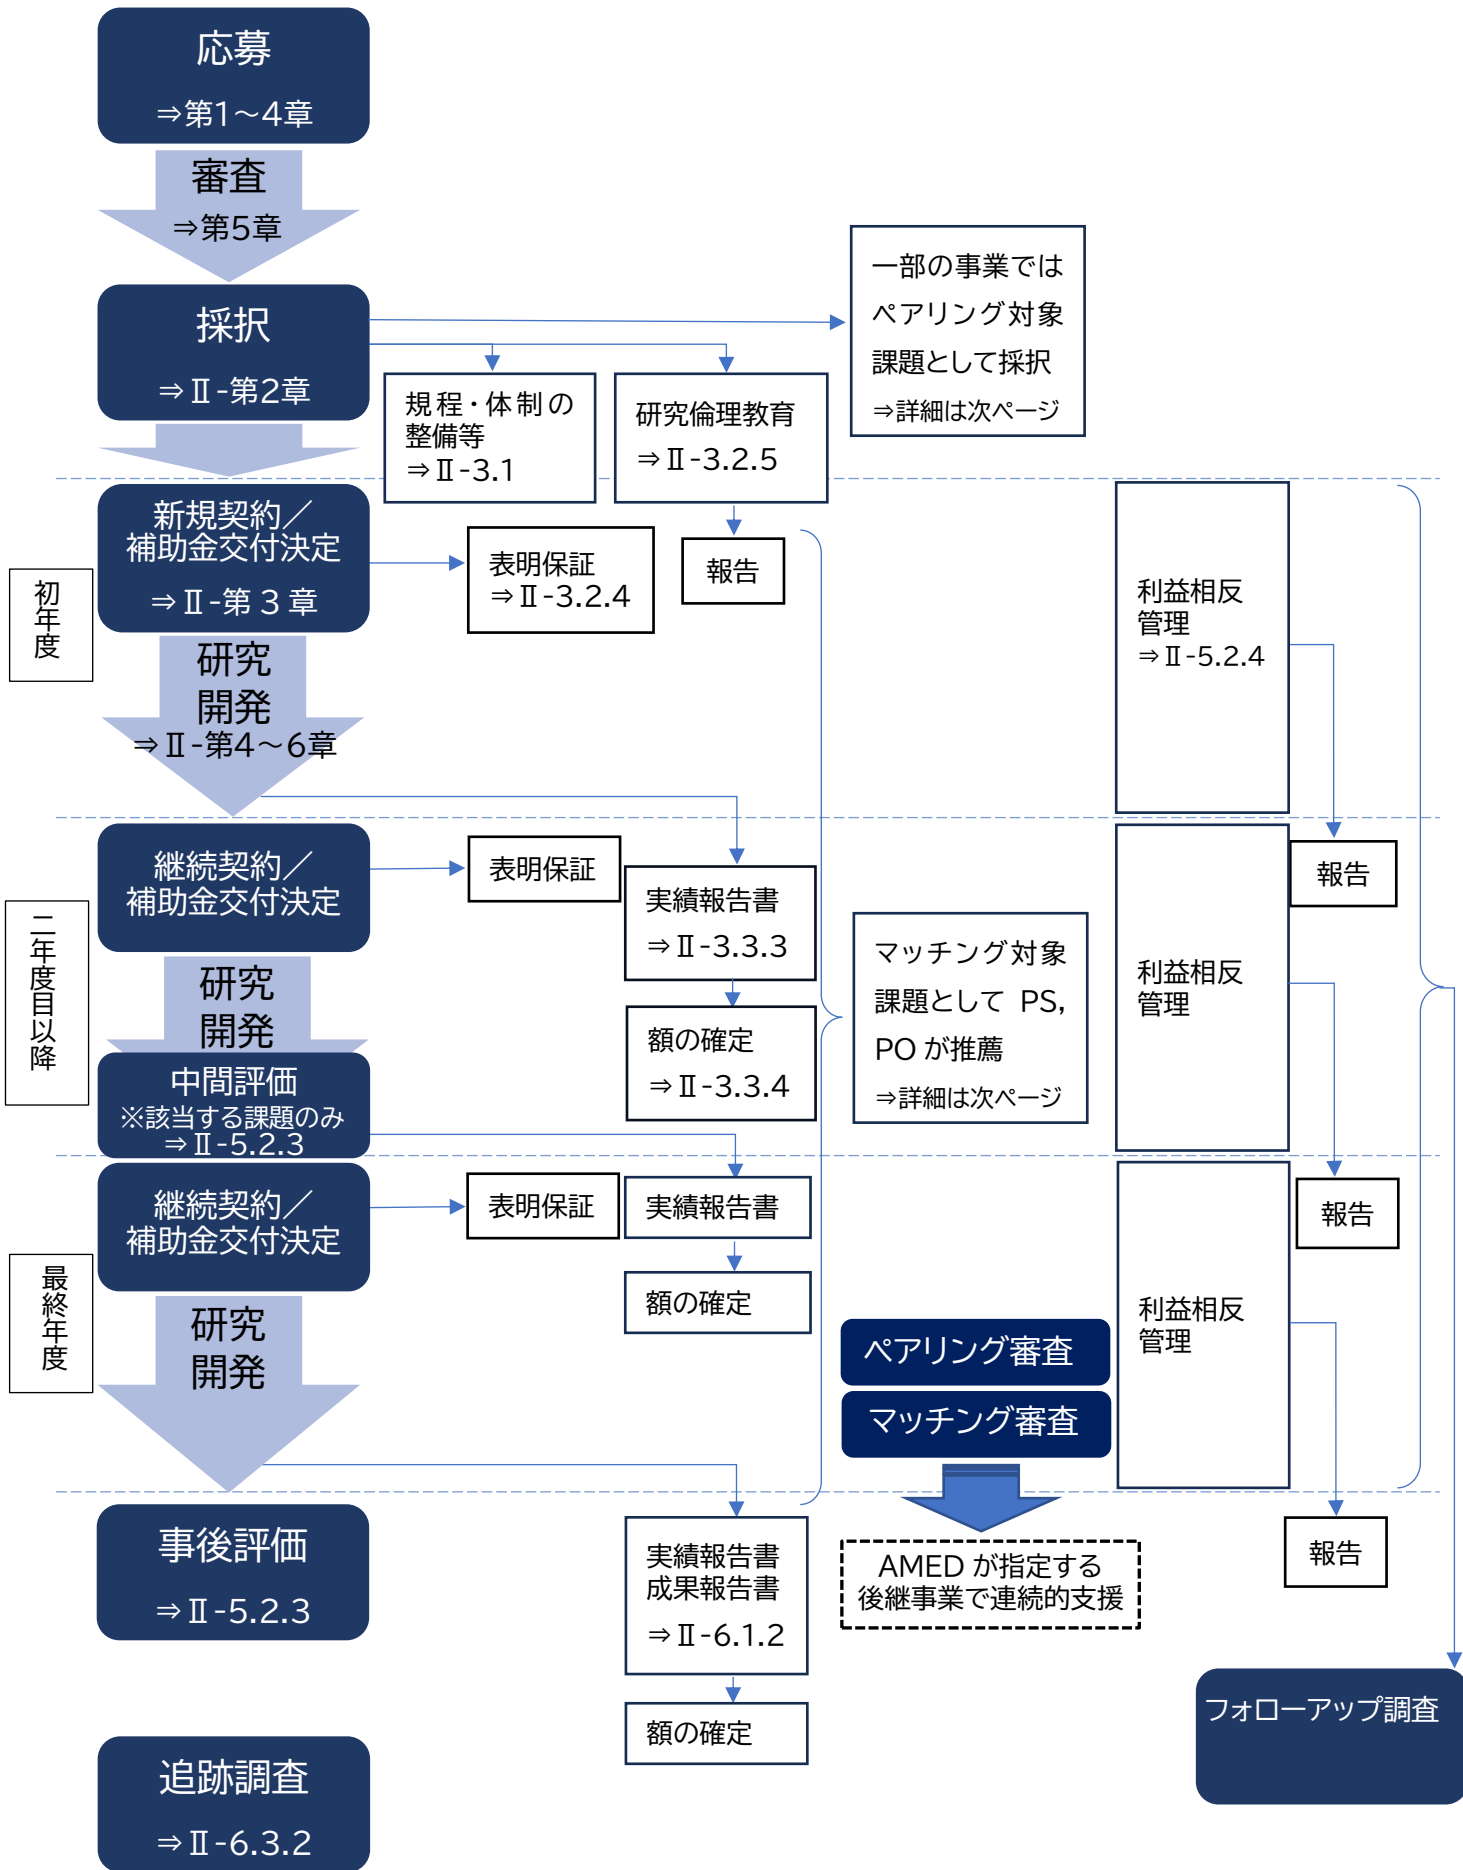 応募
⇒第1～4章
審査
⇒第5章
採択
⇒Ⅱ-第2章
一部の事業では
ペアリング対象
課題として採択
⇒詳細は次ページ
規程・体制の
整備等
⇒Ⅱ-3.1
研究倫理教育
⇒Ⅱ-3.2.5
初年度
新規契約／
補助金交付決定
⇒Ⅱ-第３章
表明保証
⇒Ⅱ-3.2.4
報告
利益相反
管理
⇒Ⅱ-5.2.4
研究
開発
⇒Ⅱ-第4～6章
二年度目以降
継続契約／
補助金交付決定
表明保証
実績報告書
⇒Ⅱ-3.3.3
報告
研究
開発
額の確定
⇒Ⅱ-3.3.4
マッチング対象
課題として PS,
PO が推薦
⇒詳細は次ページ
利益相反
管理
中間評価
※該当する課題のみ
⇒Ⅱ-5.2.3
最終年度
継続契約／
補助金交付決定
表明保証
実績報告書
報告
額の確定
研究
開発
ペアリング審査
マッチング審査
利益相反
管理
事後評価
⇒Ⅱ-5.2.3
実績報告書
成果報告書
⇒Ⅱ-6.1.2
AMED が指定する
後継事業で連続的支援
報告
額の確定
フォローアップ調査
追跡調査
⇒Ⅱ-6.3.2